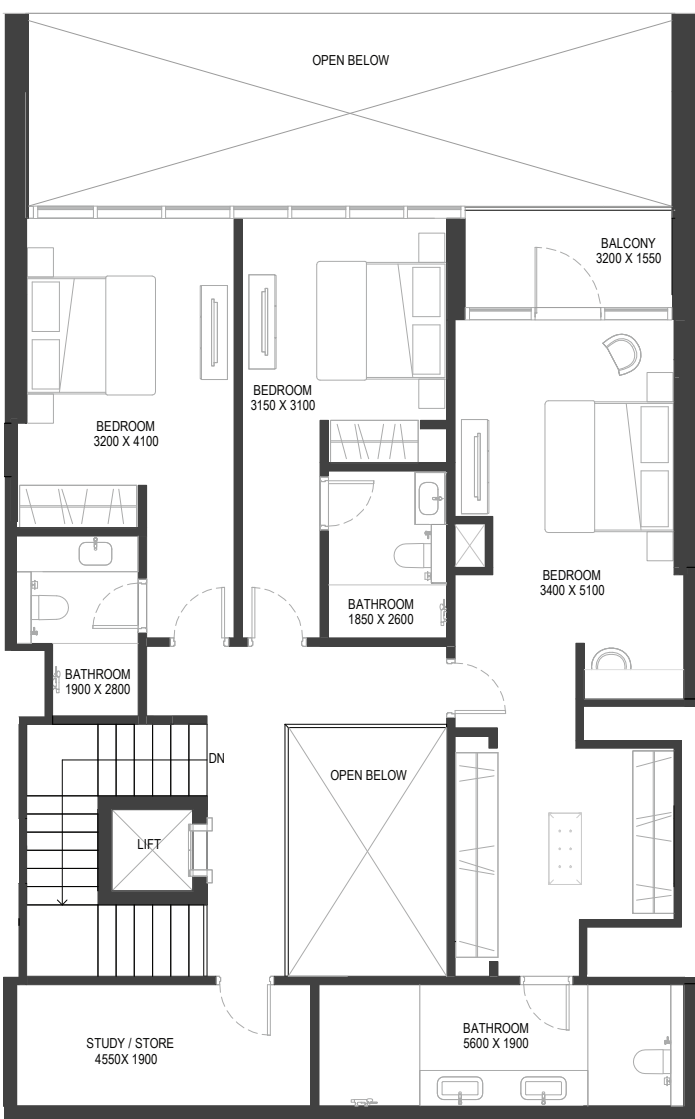 OPEN BELOW
BALCONY
3200 X 1550
BEDROOM
3150 X 3100
BEDROOM
3200 X 4100
BEDROOM
3400 X 5100
BATHROOM
1850 X 2600
BATHROOM
1900 X 2800
DN
OPEN BELOW
LIFT
STUDY / STORE
4550X 1900
BATHROOM
5600 X 1900